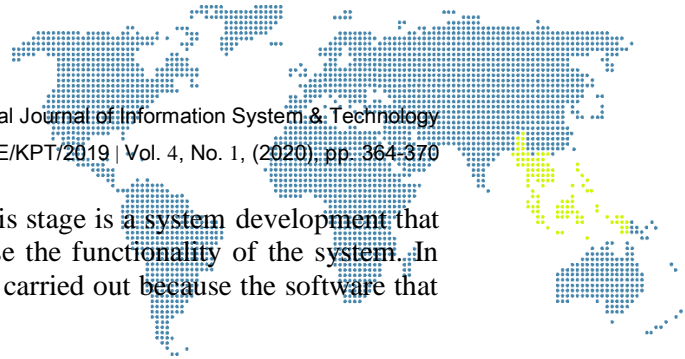 al Journal of Information System & Technology
E/KPT/2019 | Vol. 4, No. 1, (2020), pp. 364-370
is stage is a system development that
e the functionality of the system. In
carried out because the software that